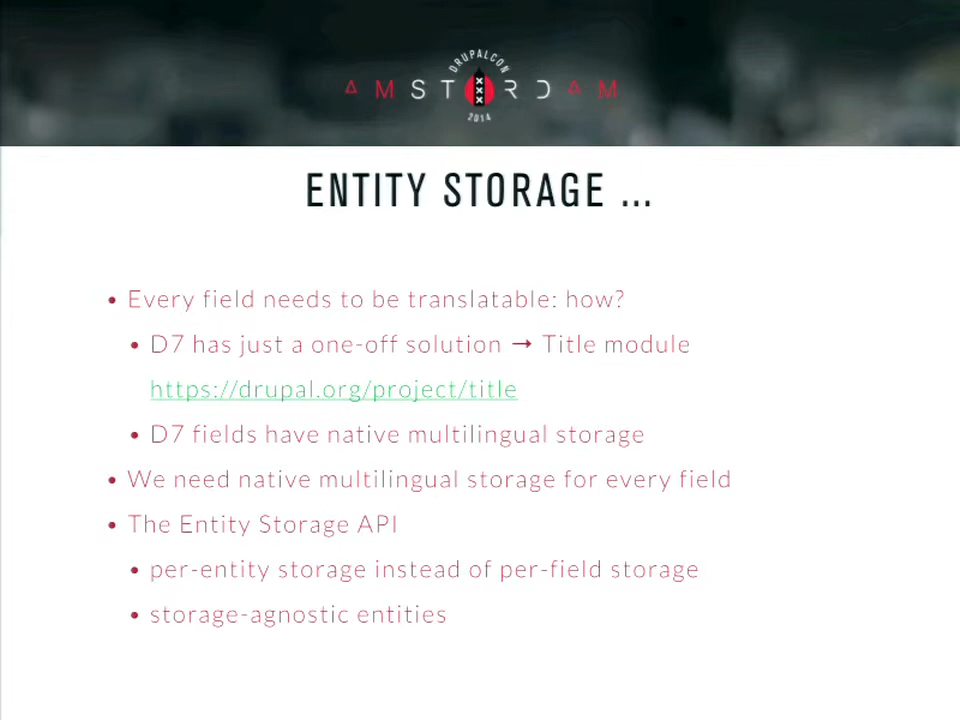 DRUPALCON
AMSTERDAM
2014
ENTITY STORAGE ...
• Every field needs to be translatable: how?
• D7 has just a one-off solution → Title module
https://drupal.org/project/title
• D7 fields have native multilingual storage
• We need native multilingual storage for every field
• The Entity Storage API
• per-entity storage instead of per-field storage
• storage-agnostic entities